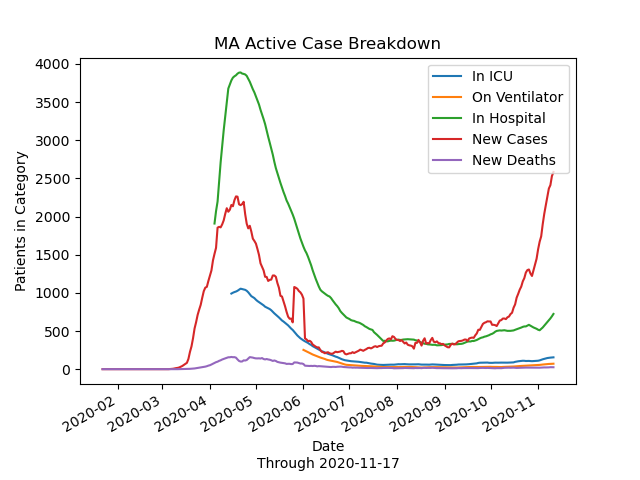 MA Active Case Breakdown
Patients in Category
4000
3500
3000
2500
2000
1500
1000
500
0
In ICU
On Ventilator
In Hospital
New Cases
New Deaths
2020-02
2020-03
2020-04
2020-05
2020-06
2020-07
2020-08
2020-09
2020-10
2020-11
Date
Through 2020-11-17